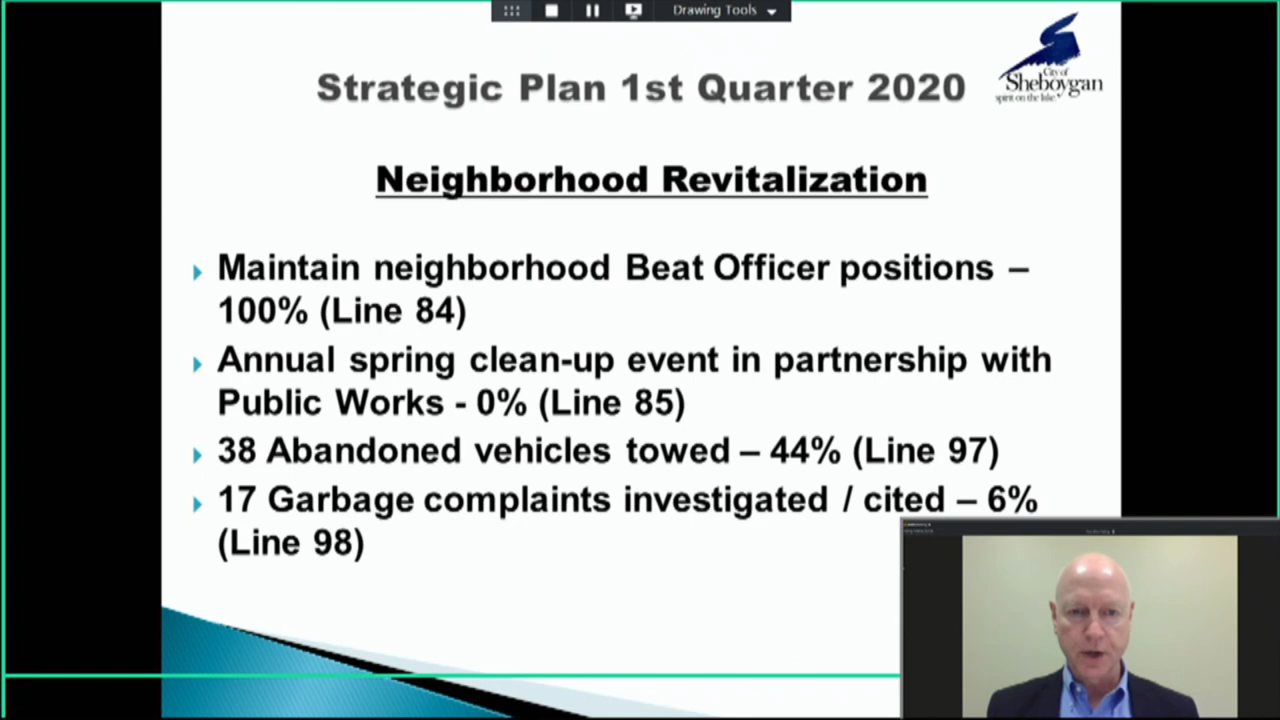 Drawing Tools
City of
Sheboygan
spirit on the lake.
Strategic Plan 1st Quarter 2020
Neighborhood Revitalization
Maintain neighborhood Beat Officer positions –
100% (Line 84)
Annual spring clean-up event in partnership with
Public Works - 0% (Line 85)
38 Abandoned vehicles towed – 44% (Line 97)
17 Garbage complaints investigated / cited – 6%
(Line 98)